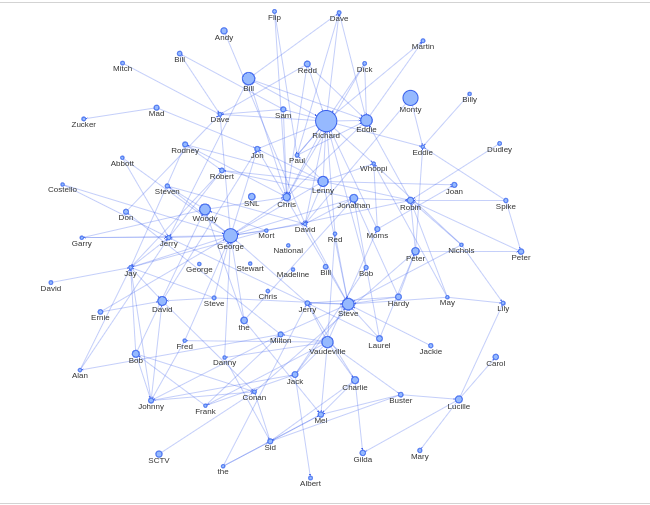 Flip
Dave
Andy
Martin
Bill
Mitch
Redd
Dick
Bill
Monty
Billy
Mad
Zucker
Dave
Sam
Richard
Eddie
Rodney
Jon
Paul
Eddie
Dudley
Abbott
Robert
Whoopi
Costello
Steven
SNL
Chris
Lenny
Jonathan
Joan
Robin
Spike
Don
Woody
David
Garry
Jerry
George
Mort
Red
Moms
National
Peter
Nichols
Peter
Jay
George
Stewart
Madeline
Bill
Bob
David
Chris
Ernie
David
Steve
Jerry
Steve
Hardy
May
Lily
the
Milton
Fred
Vaudeville
Laurel
Jackie
Bob
Danny
Carol
Alan
Jack
Charlie
Johnny
Frank
Conan
Buster
Lucille
Mel
Sid
SCTV
the
Gilda
Mary
Albert